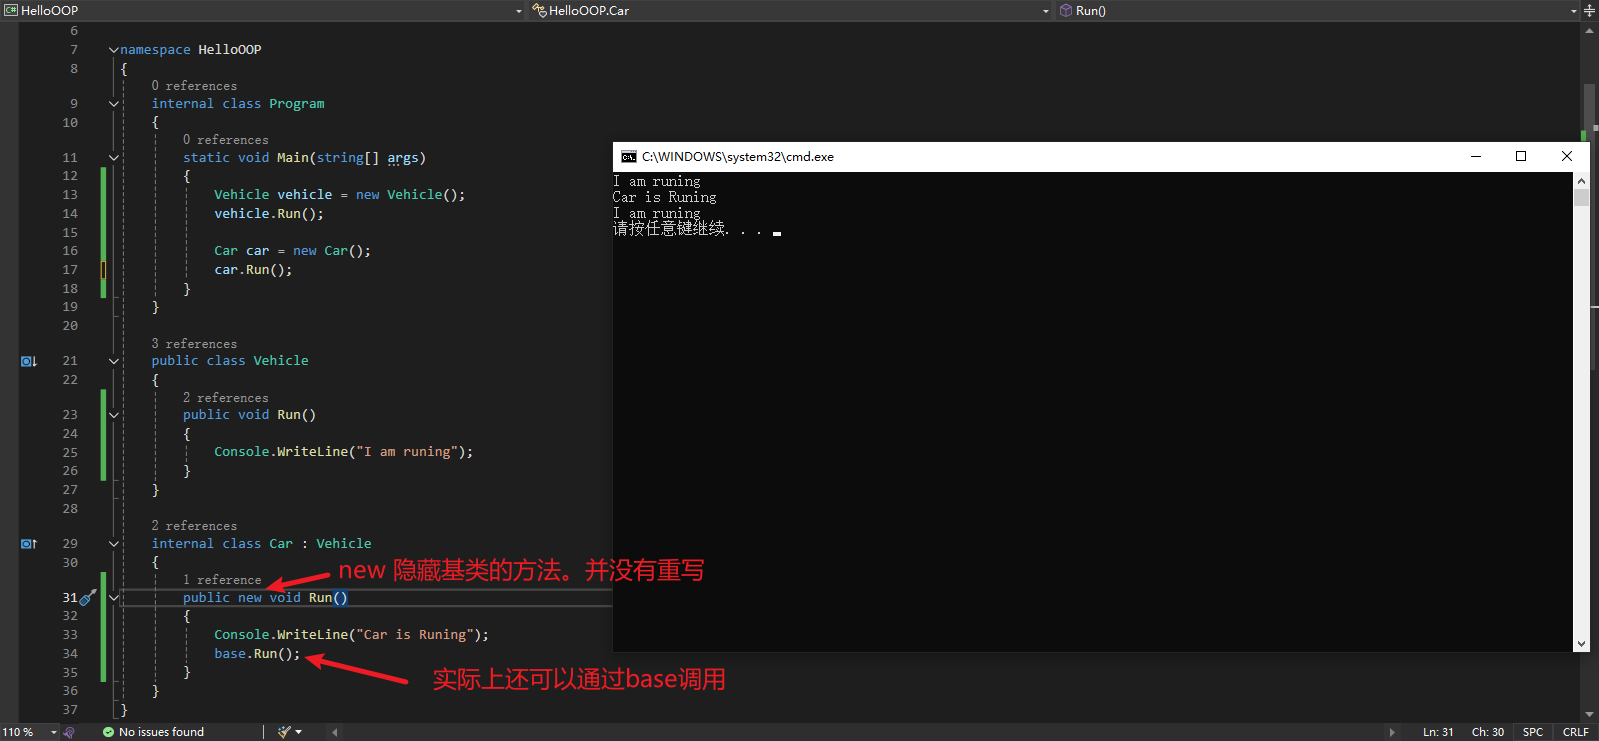 C# HelloOOP
HelloOOP.Car
Run()
6
7 namespace HelloOOP
8 {
0 references
9 internal class Program
10 {
0 references
11 static void Main(string[] args)
12 {
13 Vehicle vehicle = new Vehicle();
14 vehicle.Run();
15
16 Car car = new Car();
17 car.Run();
18 }
19 }
20
3 references
21 public class Vehicle
22 {
2 references
23 public void Run()
24 {
25 Console.WriteLine("I am runing");
26 }
27 }
28
2 references
29 internal class Car : Vehicle
30 {
1 reference
new 隐藏基类的方法。并没有重写
31 public new void Run()
32 {
33 Console.WriteLine("Car is Runing");
34 base.Run();
35 }
实际上还可以通过base调用
36 }
37 }
C:\WINDOWS\system32\cmd.exe
I am runing
Car is Runing
I am runing
请按任意键继续. . .
110 %
No issues found
Ln: 31
Ch: 30
SPC
CRLF